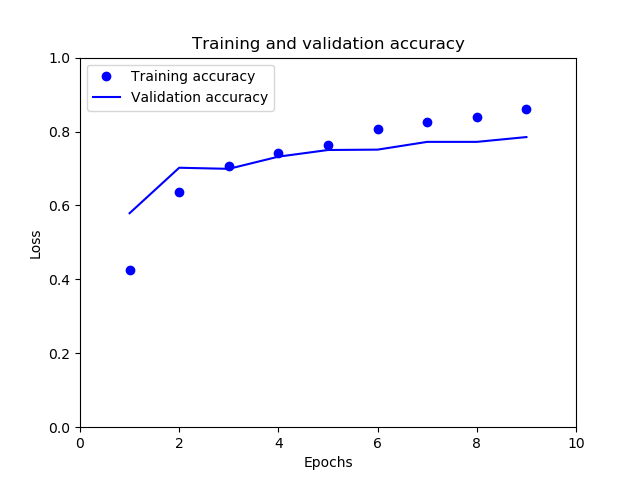 Training and validation accuracy
Training accuracy
Validation accuracy
1.0
0.8
0.6
0.4
0.2
0.0
Loss
0 2 4 6 8 10
Epochs